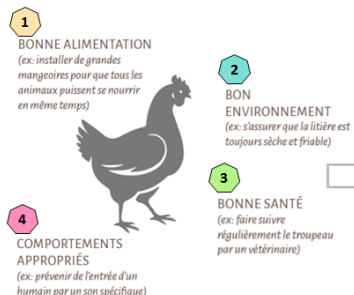 1
BONNE ALIMENTATION
(ex: installer de grandes
mangeoires pour que tous les
animaux puissent se nourrir
en même temps)
2
BON
ENVIRONNEMENT
(ex: s'assurer que la litière est
toujours sèche et friable)
3
BONNE SANTÉ
(ex: faire suivre
régulièrement le troupeau
par un vétérinaire)
4
COMPORTEMENTS
APPROPRIÉS
(ex: prévenir de l'entrée d'un
humain par un son spécifique)